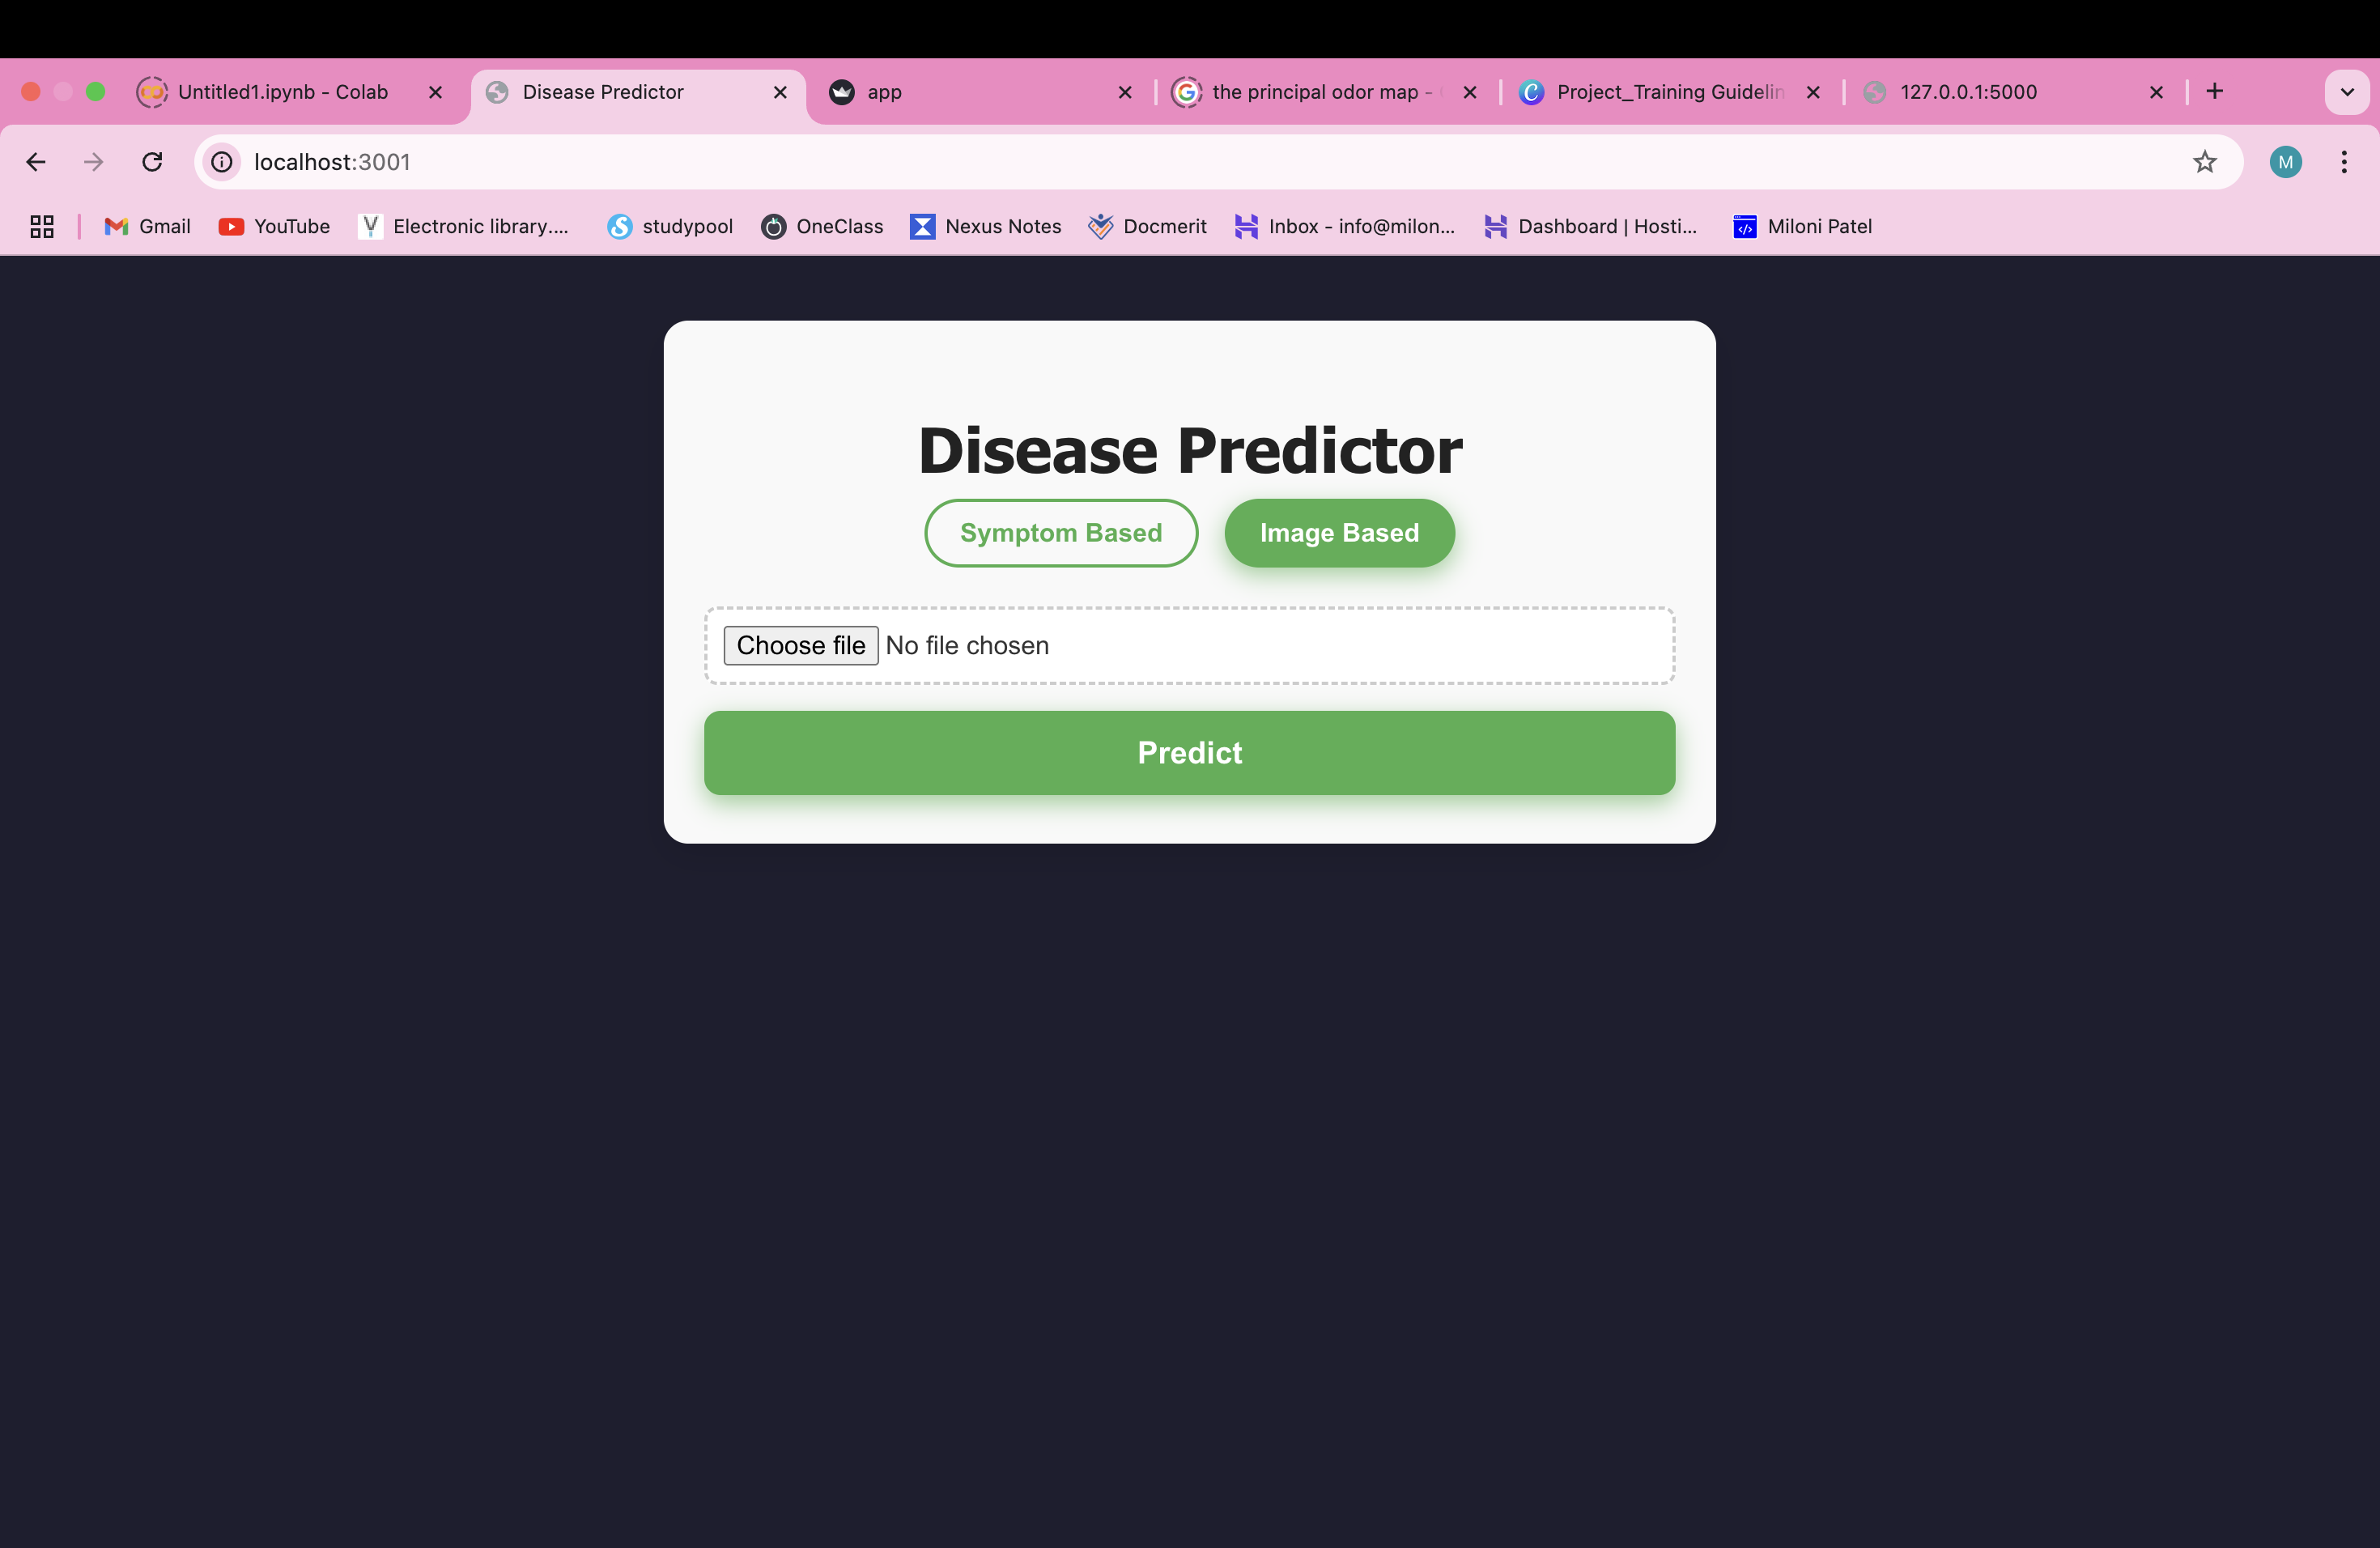 Untitled1.ipynb - Colab Disease Predictor app the principal odor map - Project_Training Guidelin 127.0.0.1:5000
localhost:3001 M
Gmail YouTube Electronic library.... studypool OneClass Nexus Notes Docmerit Inbox - info@milon... Dashboard | Hosti... Miloni Patel
Disease Predictor
Symptom Based Image Based
Choose file No file chosen
Predict